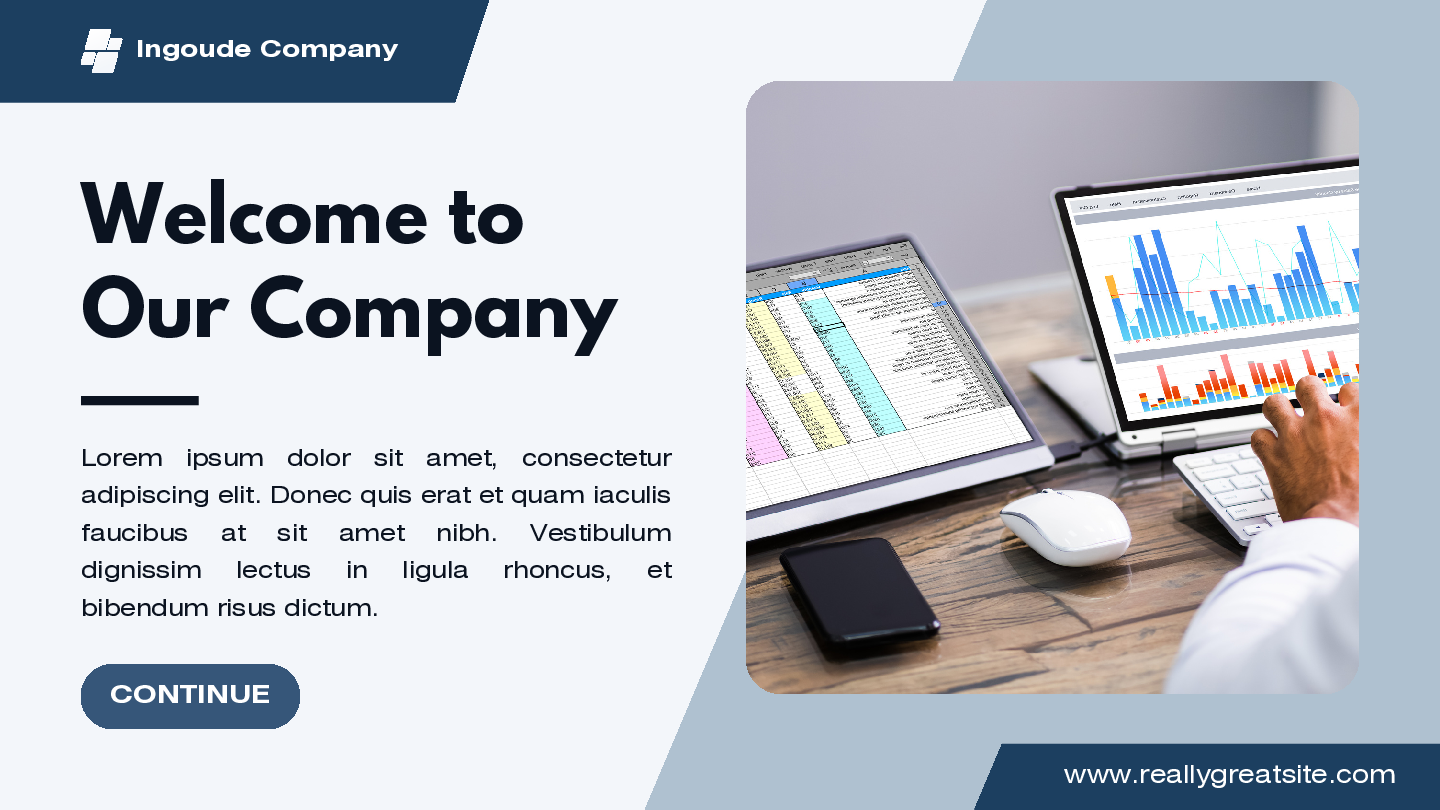 Ingoude Company
Welcome to
Our Company
Lorem ipsum dolor sit amet, consectetur
adipiscing elit. Donec quis erat et quam iaculis
faucibus at sit amet nibh. Vestibulum
dignissim lectus in ligula rhoncus, et
bibendum risus dictum.
CONTINUE
www.reallygreatsite.com